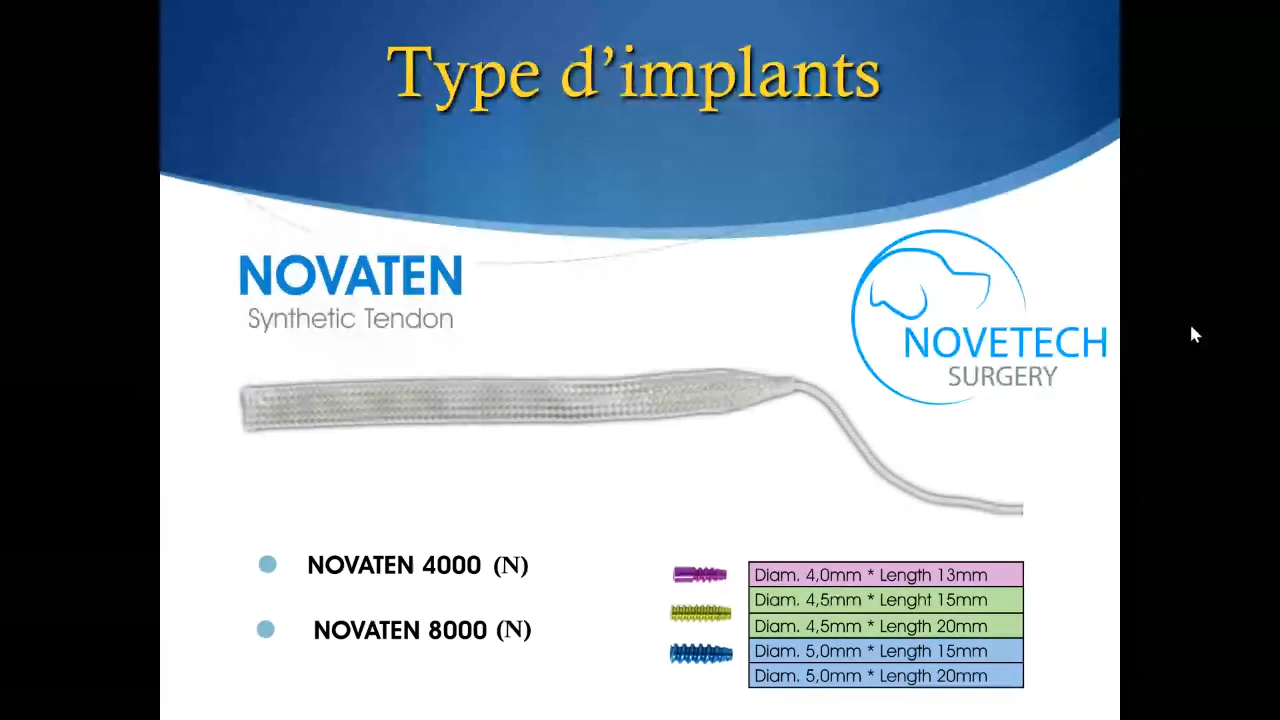 Type d’implants
NOVATEN
Synthetic Tendon
NOVETECH
SURGERY
NOVATEN 4000 (N)
NOVATEN 8000 (N)
Diam. 4,0mm * Length 13mm
Diam. 4,5mm * Lenght 15mm
Diam. 4,5mm * Length 20mm
Diam. 5,0mm * Length 15mm
Diam. 5,0mm * Length 20mm